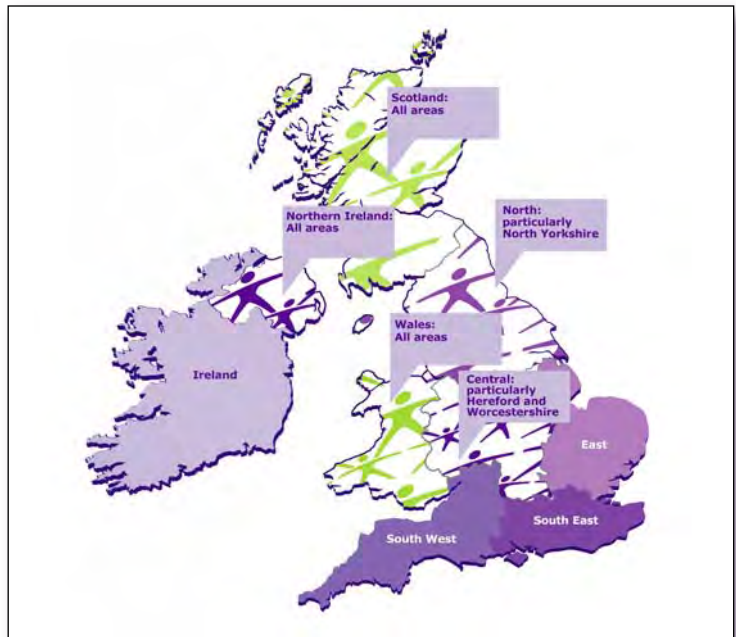 Scotland:
All areas
Northern Ireland:
All areas
North:
particularly
North Yorkshire
Wales:
All areas
Ireland
Central:
particularly
Hereford and
Worcestershire
East
South East
South West